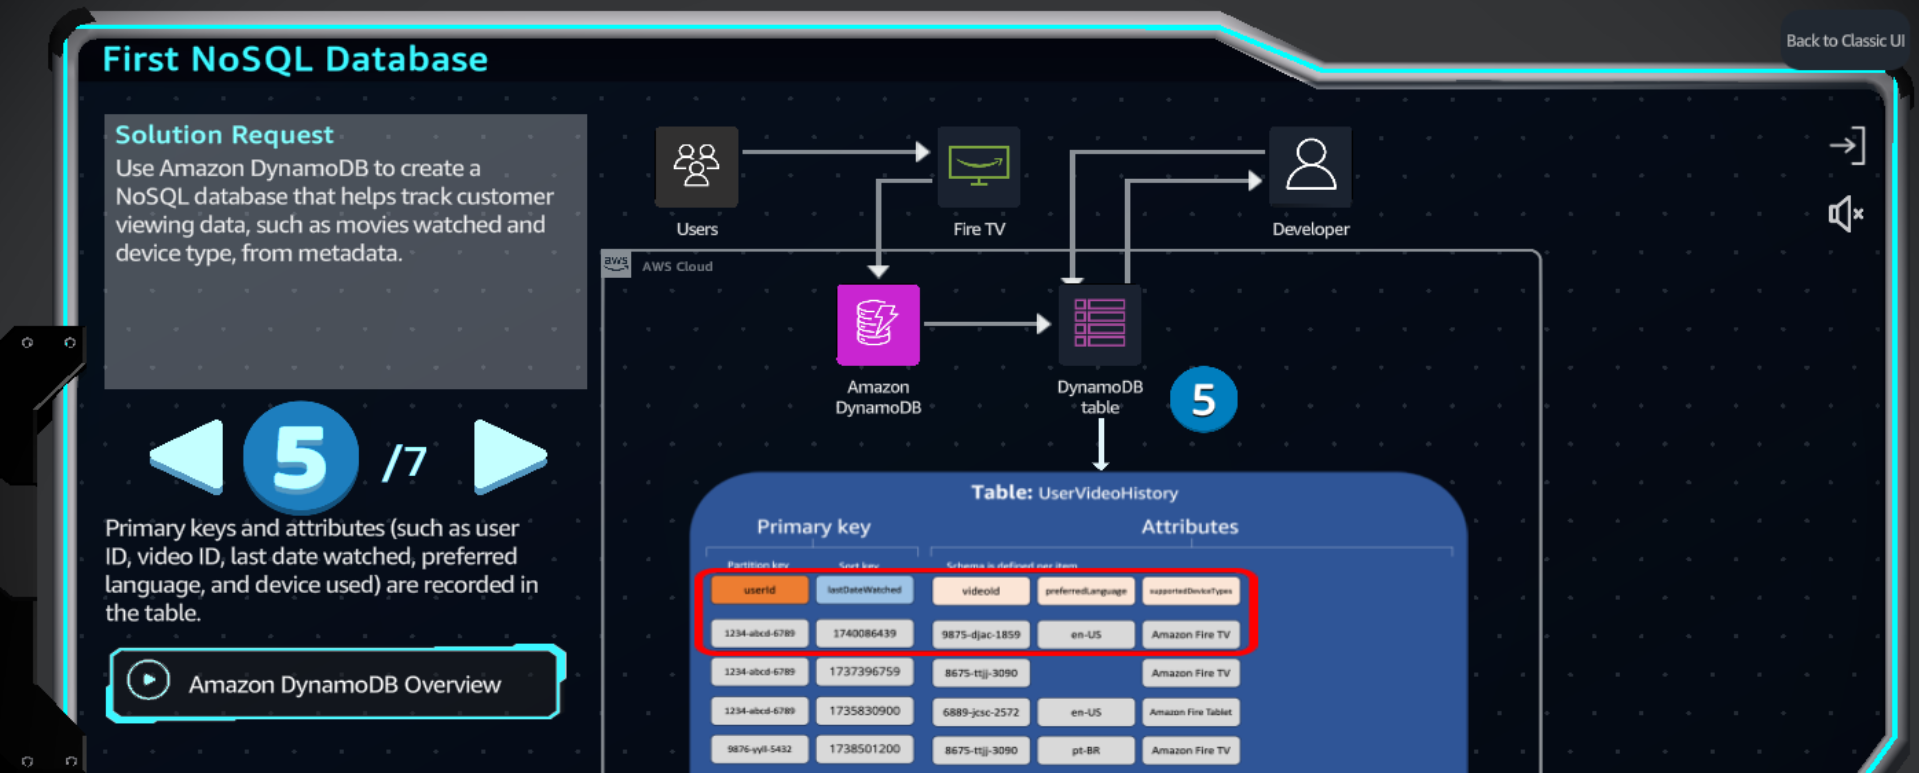 First NoSQL Database
Back to Classic UI
Solution Request
Use Amazon DynamoDB to create a
NoSQL database that helps track customer
viewing data, such as movies watched and
device type, from metadata.
5 /7
Primary keys and attributes (such as user
ID, video ID, last date watched, preferred
language, and device used) are recorded in
the table.
Amazon DynamoDB Overview
Users
Fire TV
Developer
aws
AWS Cloud
Amazon
DynamoDB
DynamoDB
table
5
Table: UserVideoHistory
Primary key Attributes
Partition key Sort key Schema is defined per item
userId lastDateWatched videoId preferredLanguage supportedDeviceTypes
1234-abcd-6789 1740086439 9875-djac-1859 en-US Amazon Fire TV
1234-abcd-6789 1737396759 8675-ttjj-3090 Amazon Fire TV
1234-abcd-6789 1735830900 6889-jcsc-2572 en-US Amazon Fire Tablet
9876-yyll-5432 1738501200 8675-ttjj-3090 pt-BR Amazon Fire TV